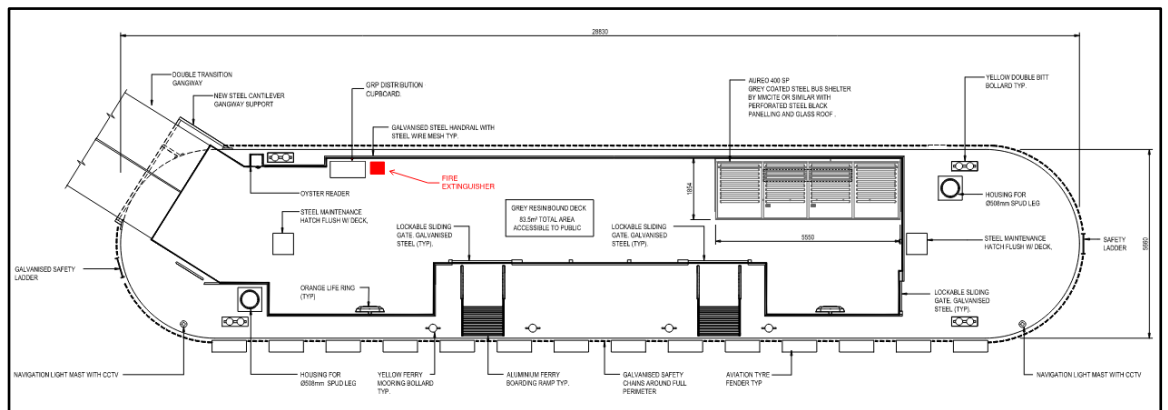 28830
DOUBLE TRANSITION
GANGWAY
NEW STEEL CANTILEVER
GANGWAY SUPPORT
GRP DISTRIBUTION
CUPBOARD.
GALVANISED STEEL HANDRAIL WITH
STEEL WIRE MESH TYP.
AUREO 400 SP
GREY COATED STEEL BUS SHELTER
BY MMCITE OR SIMILAR WITH
PERFORATED STEEL BLACK
PANELLING AND GLASS ROOF .
YELLOW DOUBLE BITT
BOLLARD TYP.
FIRE
EXTINGUISHER
OYSTER READER
STEEL MAINTENANCE
HATCH FLUSH W/ DECK,
GREY RESINBOUND DECK
83.5m² TOTAL AREA
ACCESSIBLE TO PUBLIC
1894
5550
HOUSING FOR
Ø508mm SPUD LEG
LOCKABLE SLIDING
GATE. GALVANISED
STEEL (TYP).
LOCKABLE SLIDING
GATE. GALVANISED
STEEL (TYP).
STEEL MAINTENANCE
HATCH FLUSH W/ DECK,
SAFETY
LADDER
GALVANISED SAFETY
LADDER
ORANGE LIFE RING
(TYP)
LOCKABLE SLIDING
GATE. GALVANISED
STEEL (TYP).
NAVIGATION LIGHT MAST WITH CCTV
HOUSING FOR
Ø508mm SPUD LEG
YELLOW FERRY
MOORING BOLLARD
TYP.
ALUMINIUM FERRY
BOARDING RAMP TYP.
GALVANISED SAFETY
CHAINS AROUND FULL
PERIMETER
AVIATION TYRE
FENDER TYP
NAVIGATION LIGHT MAST WITH CCTV